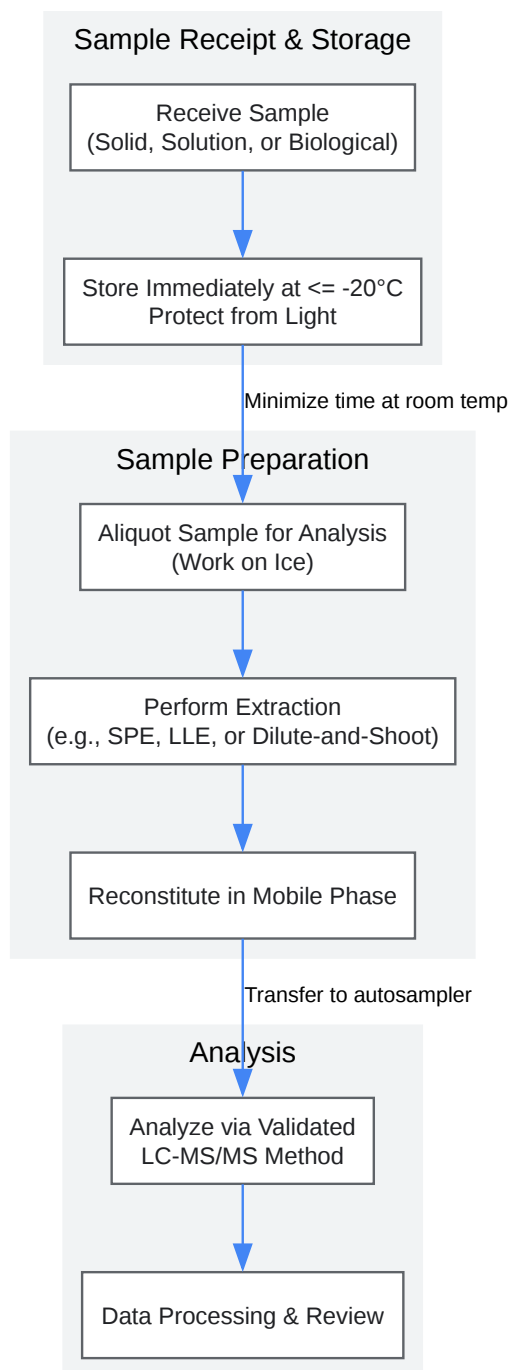 Sample Receipt & Storage
Receive Sample
(Solid, Solution, or Biological)
Store Immediately at <= -20°C
Protect from Light
Minimize time at room temp
Sample Preparation
Aliquot Sample for Analysis
(Work on Ice)
Perform Extraction
(e.g., SPE, LLE, or Dilute-and-Shoot)
Reconstitute in Mobile Phase
Transfer to autosampler
Analysis
Analyze via Validated
LC-MS/MS Method
Data Processing & Review